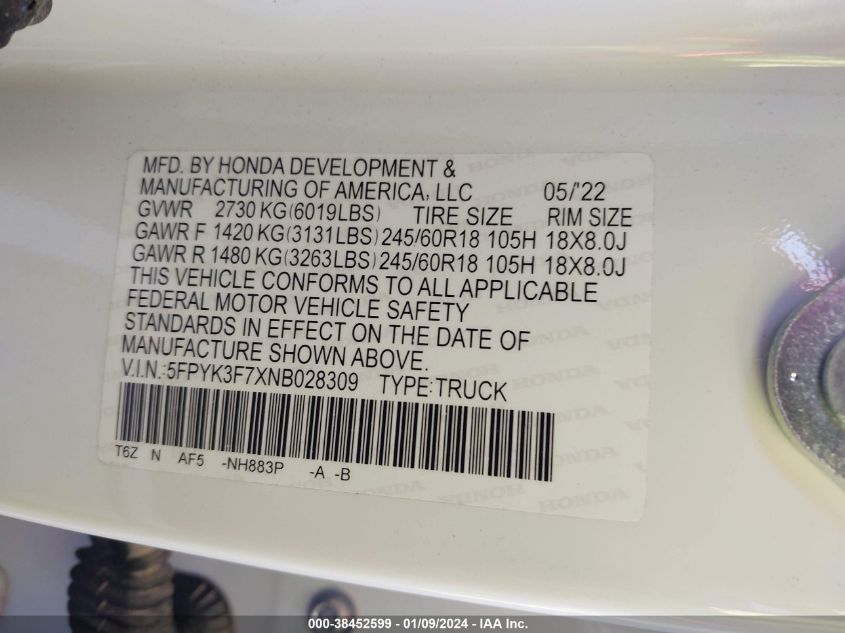 MFD. BY HONDA DEVELOPMENT &
MANUFACTURING OF AMERICA, LLC 05/'22
GVWR 2730 KG(6019LBS) TIRE SIZE RIM SIZE
GAWR F 1420 KG(3131LBS) 245/60R18 105H 18X8.0J
GAWR R 1480 KG(3263LBS) 245/60R18 105H 18X8.0J
THIS VEHICLE CONFORMS TO ALL APPLICABLE
FEDERAL MOTOR VEHICLE SAFETY
STANDARDS IN EFFECT ON THE DATE OF
MANUFACTURE SHOWN ABOVE.
V.I.N.:5FPYK3F7XNB028309 TYPE:TRUCK
T6Z N AF5 -NH883P -A -B
000-38452599 - 01/09/2024 - IAA Inc.